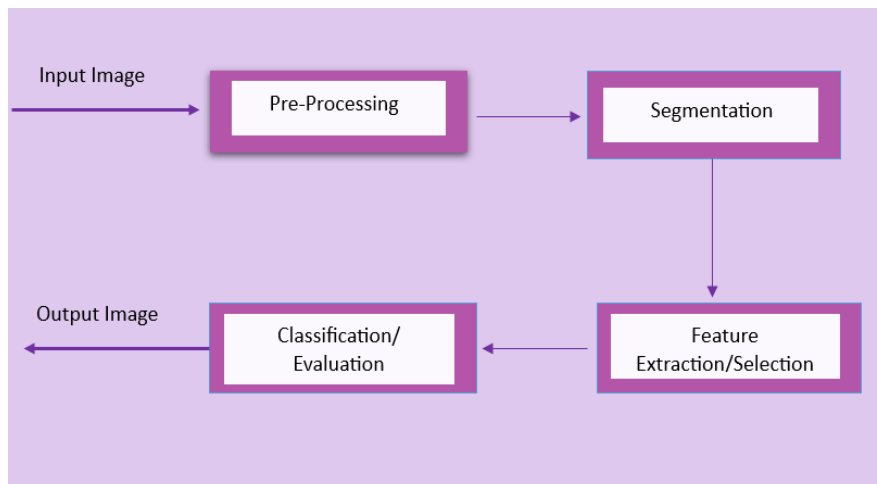 Input Image
Pre-Processing
Segmentation
Feature
Extraction/Selection
Classification/
Evaluation
Output Image